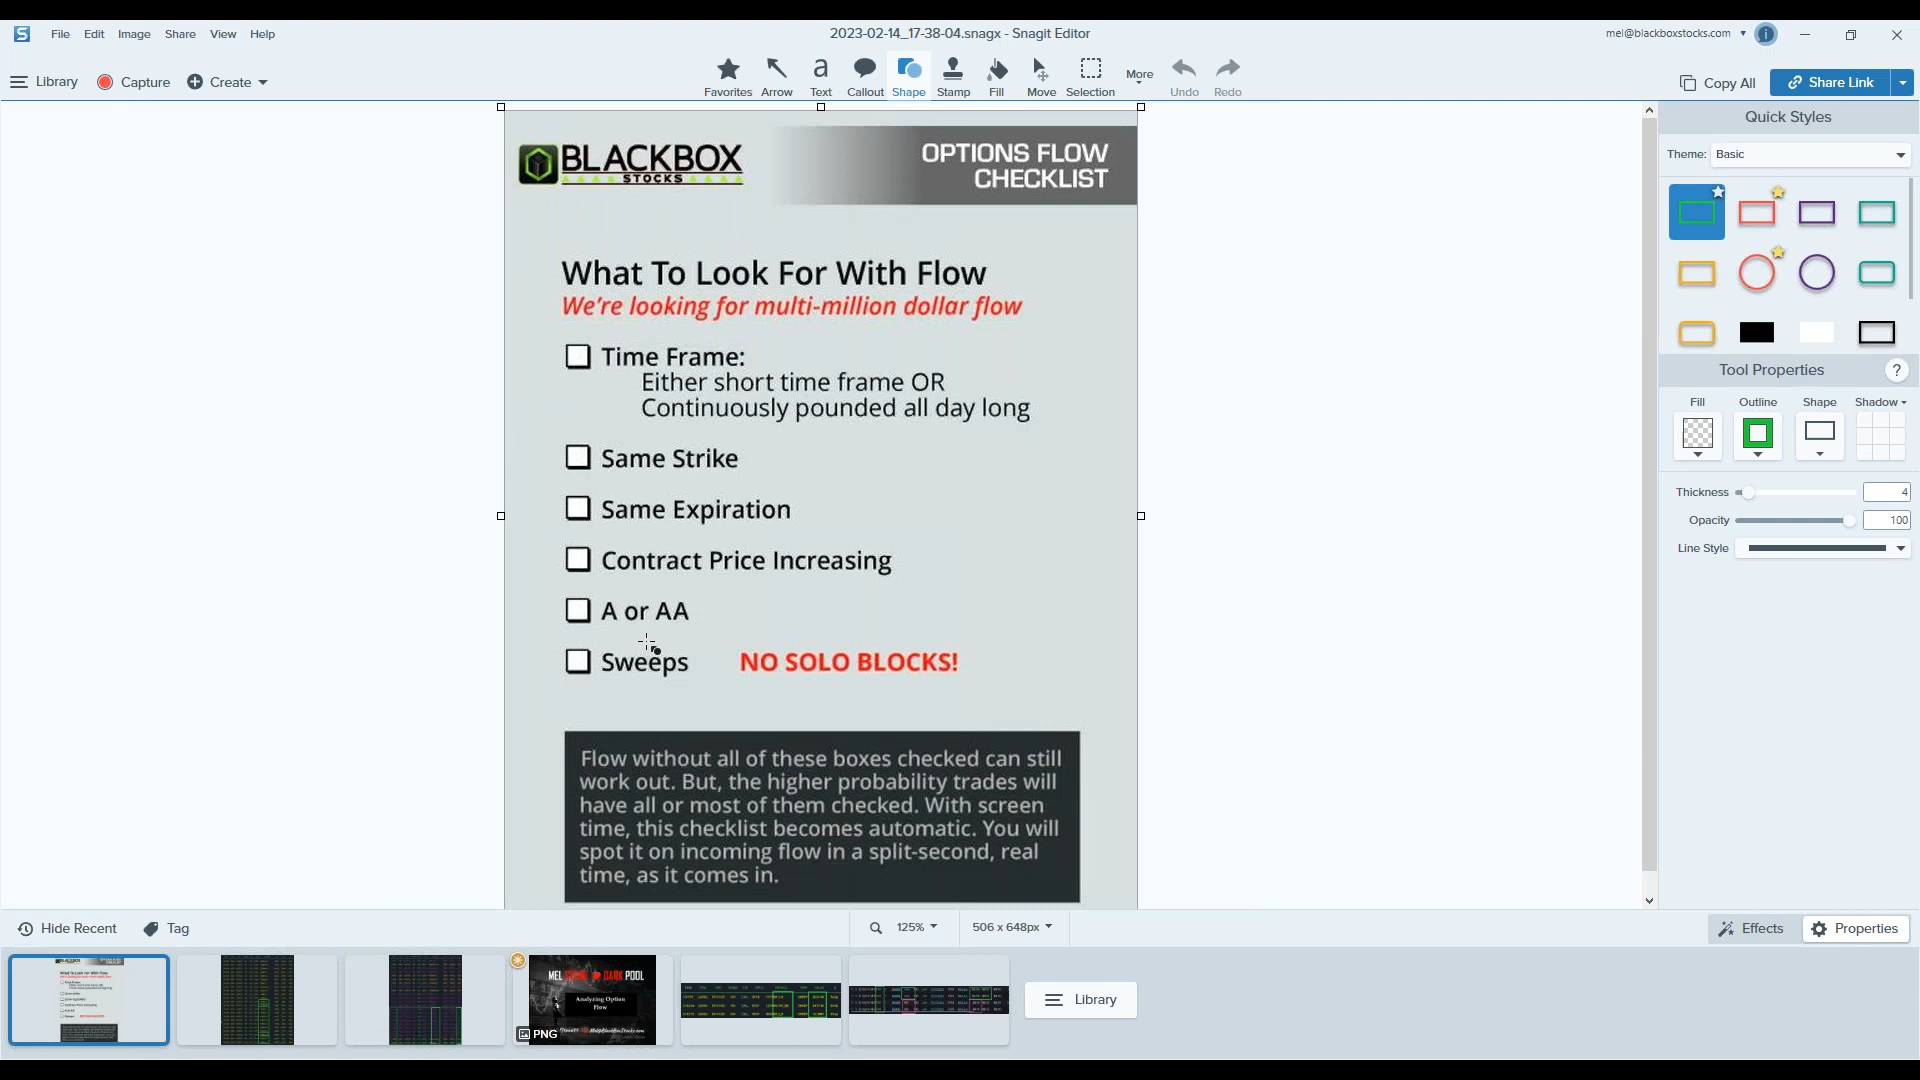 2023-02-14_17-38-04.snagx - Snagit Editor
mel@blackboxstocks.com
File Edit Image Share View Help
Library Capture Create
Favorites Arrow Text Callout Shape Stamp Fill Move Selection More Undo Redo
Copy All Share Link
BLACKBOX
STOCKS
OPTIONS FLOW
CHECKLIST
What To Look For With Flow
We're looking for multi-million dollar flow
Time Frame:
Either short time frame OR
Continuously pounded all day long
Same Strike
Same Expiration
Contract Price Increasing
A or AA
Sweeps NO SOLO BLOCKS!
Flow without all of these boxes checked can still
work out. But, the higher probability trades will
have all or most of them checked. With screen
time, this checklist becomes automatic. You will
spot it on incoming flow in a split-second, real
time, as it comes in.
Quick Styles
Theme: Basic
Tool Properties ?
Fill Outline Shape Shadow
Thickness 4
Opacity 100
Line Style
Hide Recent Tag
125% 506 x 648px
Effects Properties
MEL DARK POOL
Analyzing Option
Flow
PNG
Library